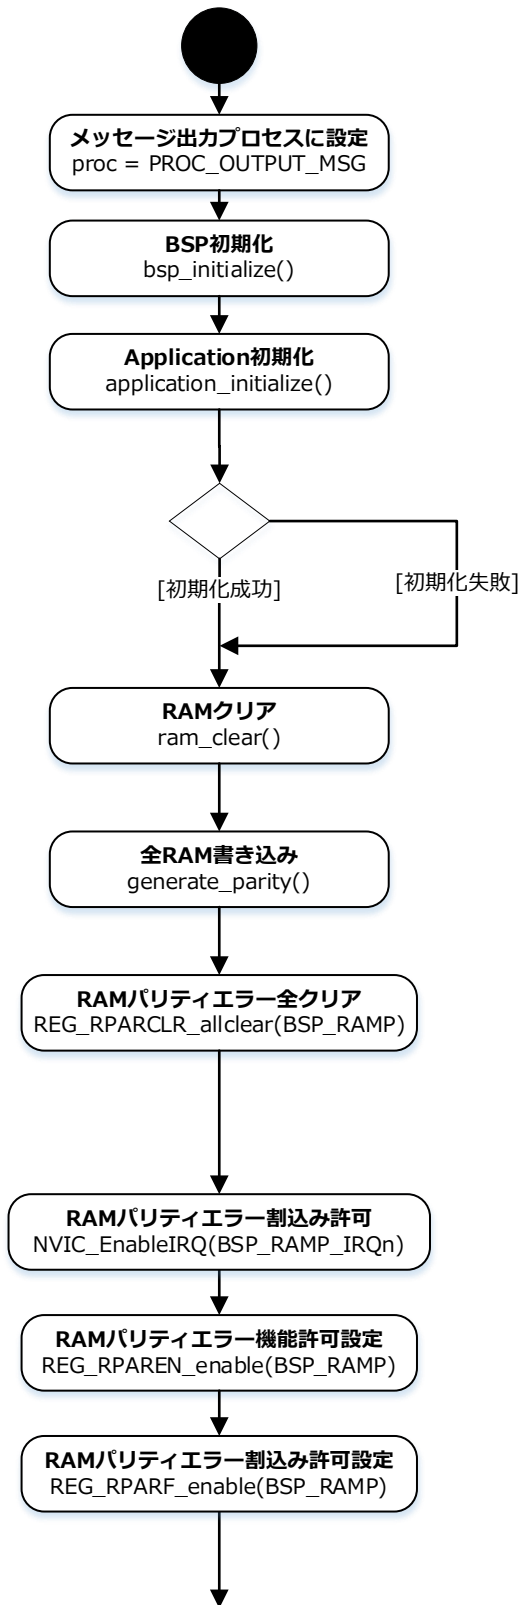 メッセージ出力プロセスに設定
proc = PROC_OUTPUT_MSG
BSP初期化
bsp_initialize()
Application初期化
application_initialize()
[初期化成功]
[初期化失敗]
RAMクリア
ram_clear()
全RAM書き込み
generate_parity()
RAMパリティエラー全クリア
REG_RPARCLR_allclear(BSP_RAMP)
RAMパリティエラー割込み許可
NVIC_EnableIRQ(BSP_RAMP_IRQn)
RAMパリティエラー機能許可設定
REG_RPAREN_enable(BSP_RAMP)
RAMパリティエラー割込み許可設定
REG_RPARF_enable(BSP_RAMP)